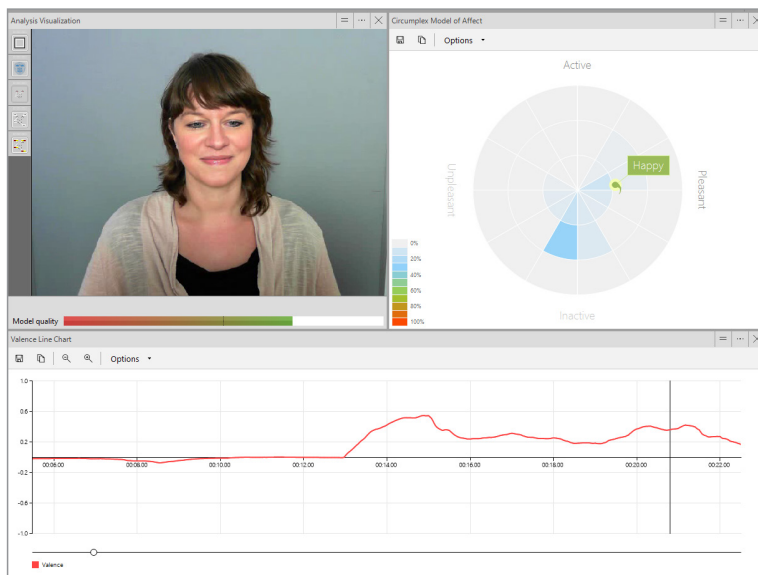 Analysis Visualization
Model quality
Circumplex Model of Affect
Options
Active
Happy
Unpleasant
Pleasant
Inactive
0%
20%
40%
60%
80%
100%
Valence Line Chart
Options
1.0
0.6
0.2
-0.2
-0.6
-1.0
00:06:00 00:08:00 00:10:00 00:12:00 00:14:00 00:16:00 00:18:00 00:20:00 00:22:00
Valence